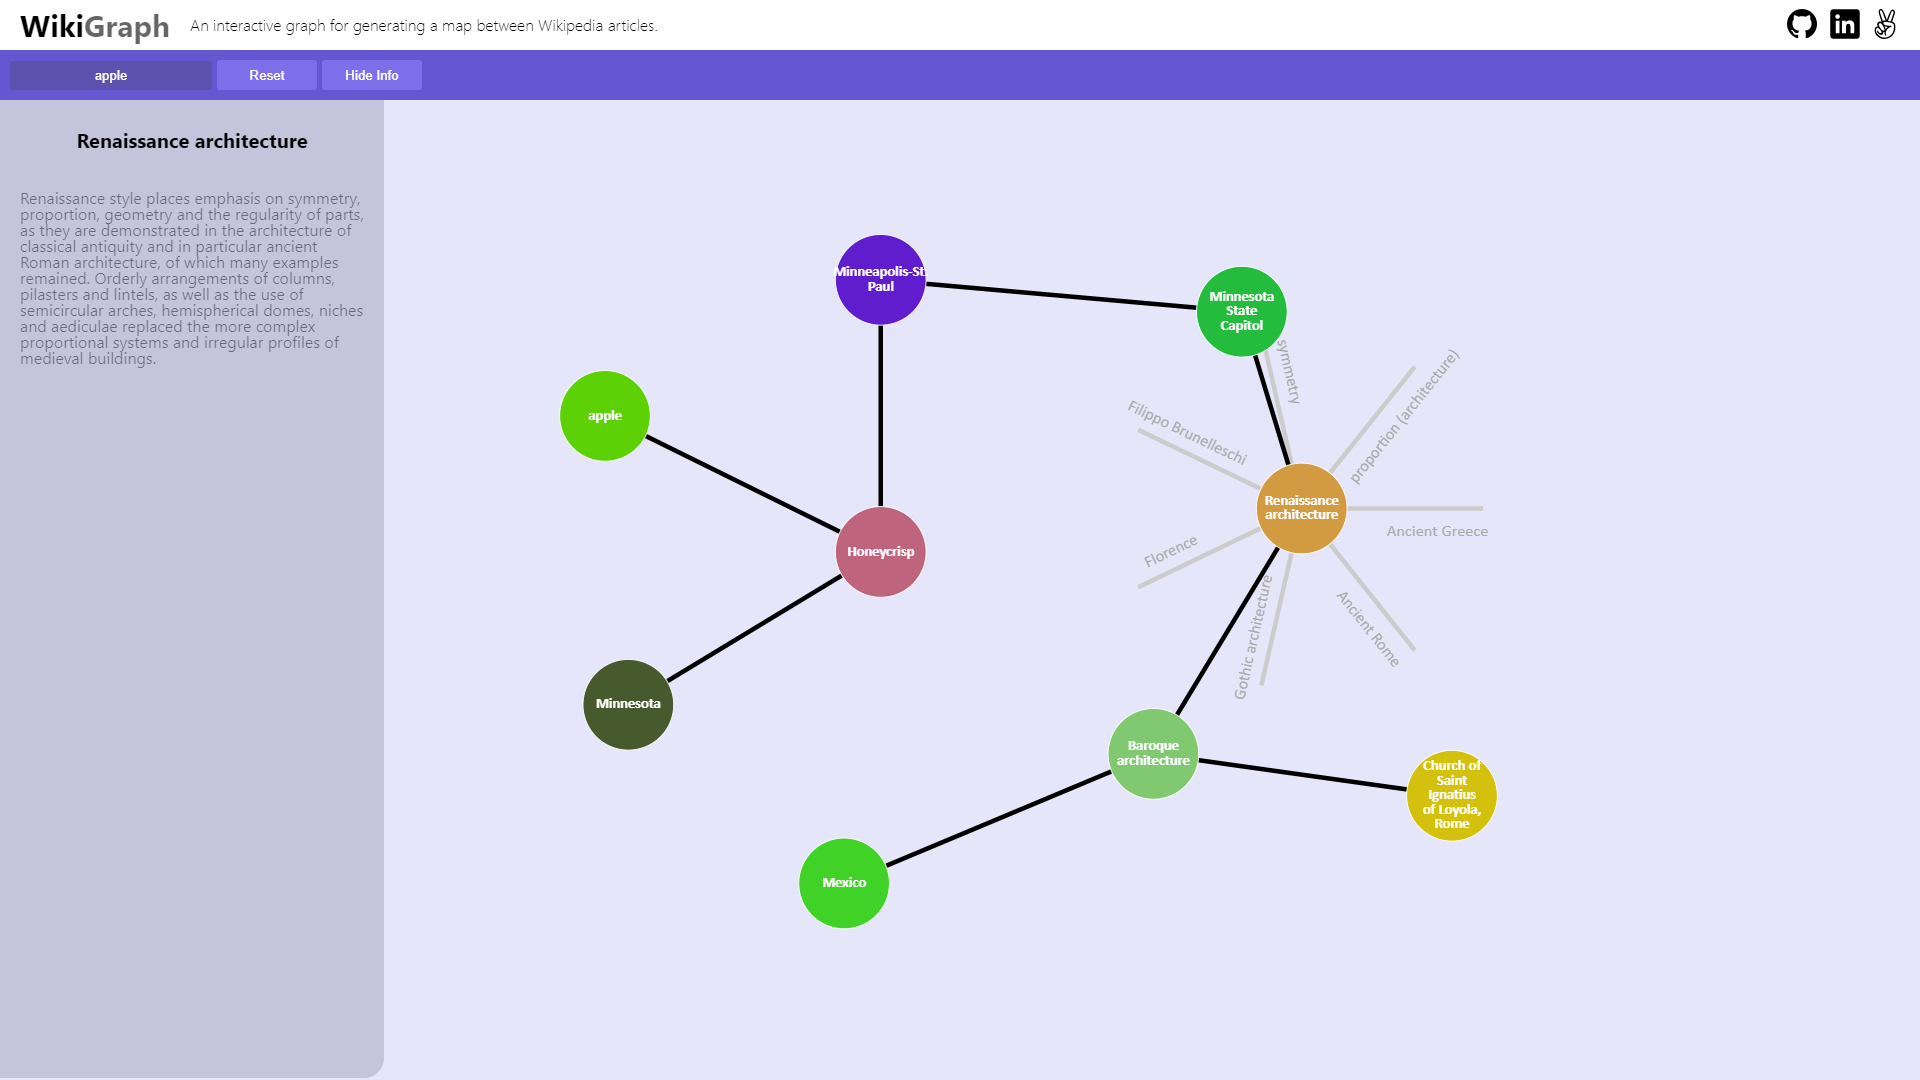 WikiGraph
An interactive graph for generating a map between Wikipedia articles.
in
apple
Reset
Hide Info
Renaissance architecture
Renaissance style places emphasis on symmetry,
proportion, geometry and the regularity of parts,
as they are demonstrated in the architecture of
classical antiquity and in particular ancient
Roman architecture, of which many examples
remained. Orderly arrangements of columns,
pilasters and lintels, as well as the use of
semicircular arches, hemispherical domes, niches
and aediculae replaced the more complex
proportional systems and irregular profiles of
medieval buildings.
Minneapolis-St.
Paul
Minnesota
State
Capitol
symmetry
proportion (architecture)
Filippo Brunelleschi
apple
Renaissance
architecture
Ancient Greece
Honeycrisp
Florence
Gothic architecture
Ancient Rome
Minnesota
Baroque
architecture
Church of
Saint
Ignatius
of Loyola,
Rome
Mexico